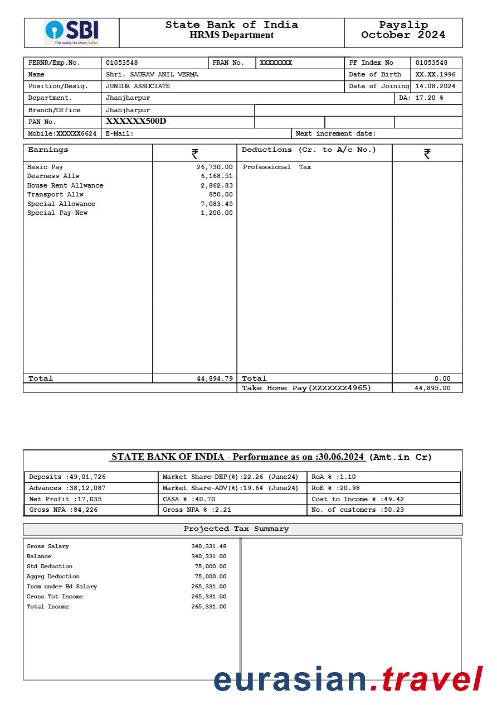 SBI State Bank of India Payslip
HRMS Department October 2024
PERNR/Emp.No. 01053548 PRAN No. XXXXXXXX PF Index No 01053548
Name Shri. SAURAV ANIL VERMA Date of Birth XX.XX.1996
Position/Desig. JUNIOR ASSOCIATE Date of Joining 14.08.2024
Department. Jhanjharpur DA: 17.20 %
Branch/Office Jhanjharpur
PAN No. XXXXXX500D
Mobile:XXXXXX6624 E-Mail: Next increment date:
Earnings ₹ Deductions (Cr. to A/c No.) ₹
Basic Pay 26,730.00 Professional Tax
Dearness Allw 6,168.51
House Rent Allwance 2,862.83
Transport Allw 850.00
Special Allowance 7,083.45
Special Pay-New 1,200.00
Total 44,894.79 Total 0.00
Take Home Pay(XXXXXXX4965) 44,895.00
STATE BANK OF INDIA - Performance as on :30.06.2024 (Amt.in Cr)
Deposits :49,01,726 Market Share-DEP(%):22.26 (June24) RoA % :1.10
Advances :38,12,087 Market Share-ADV(%):19.64 (June24) RoE % :20.98
Net Profit :17,035 CASA % :40.70 Cost to Income % :49.42
Gross NPA :84,226 Gross NPA % :2.21 No. of customers :50.23
Projected Tax Summary
Gross Salary 340,331.48
Balance 340,331.00
Std Deduction 75,000.00
Aggrg Deduction 75,000.00
Incm under Hd Salary 265,331.00
Gross Tot Income 265,331.00
Total Income 265,331.00
eurasian.travel